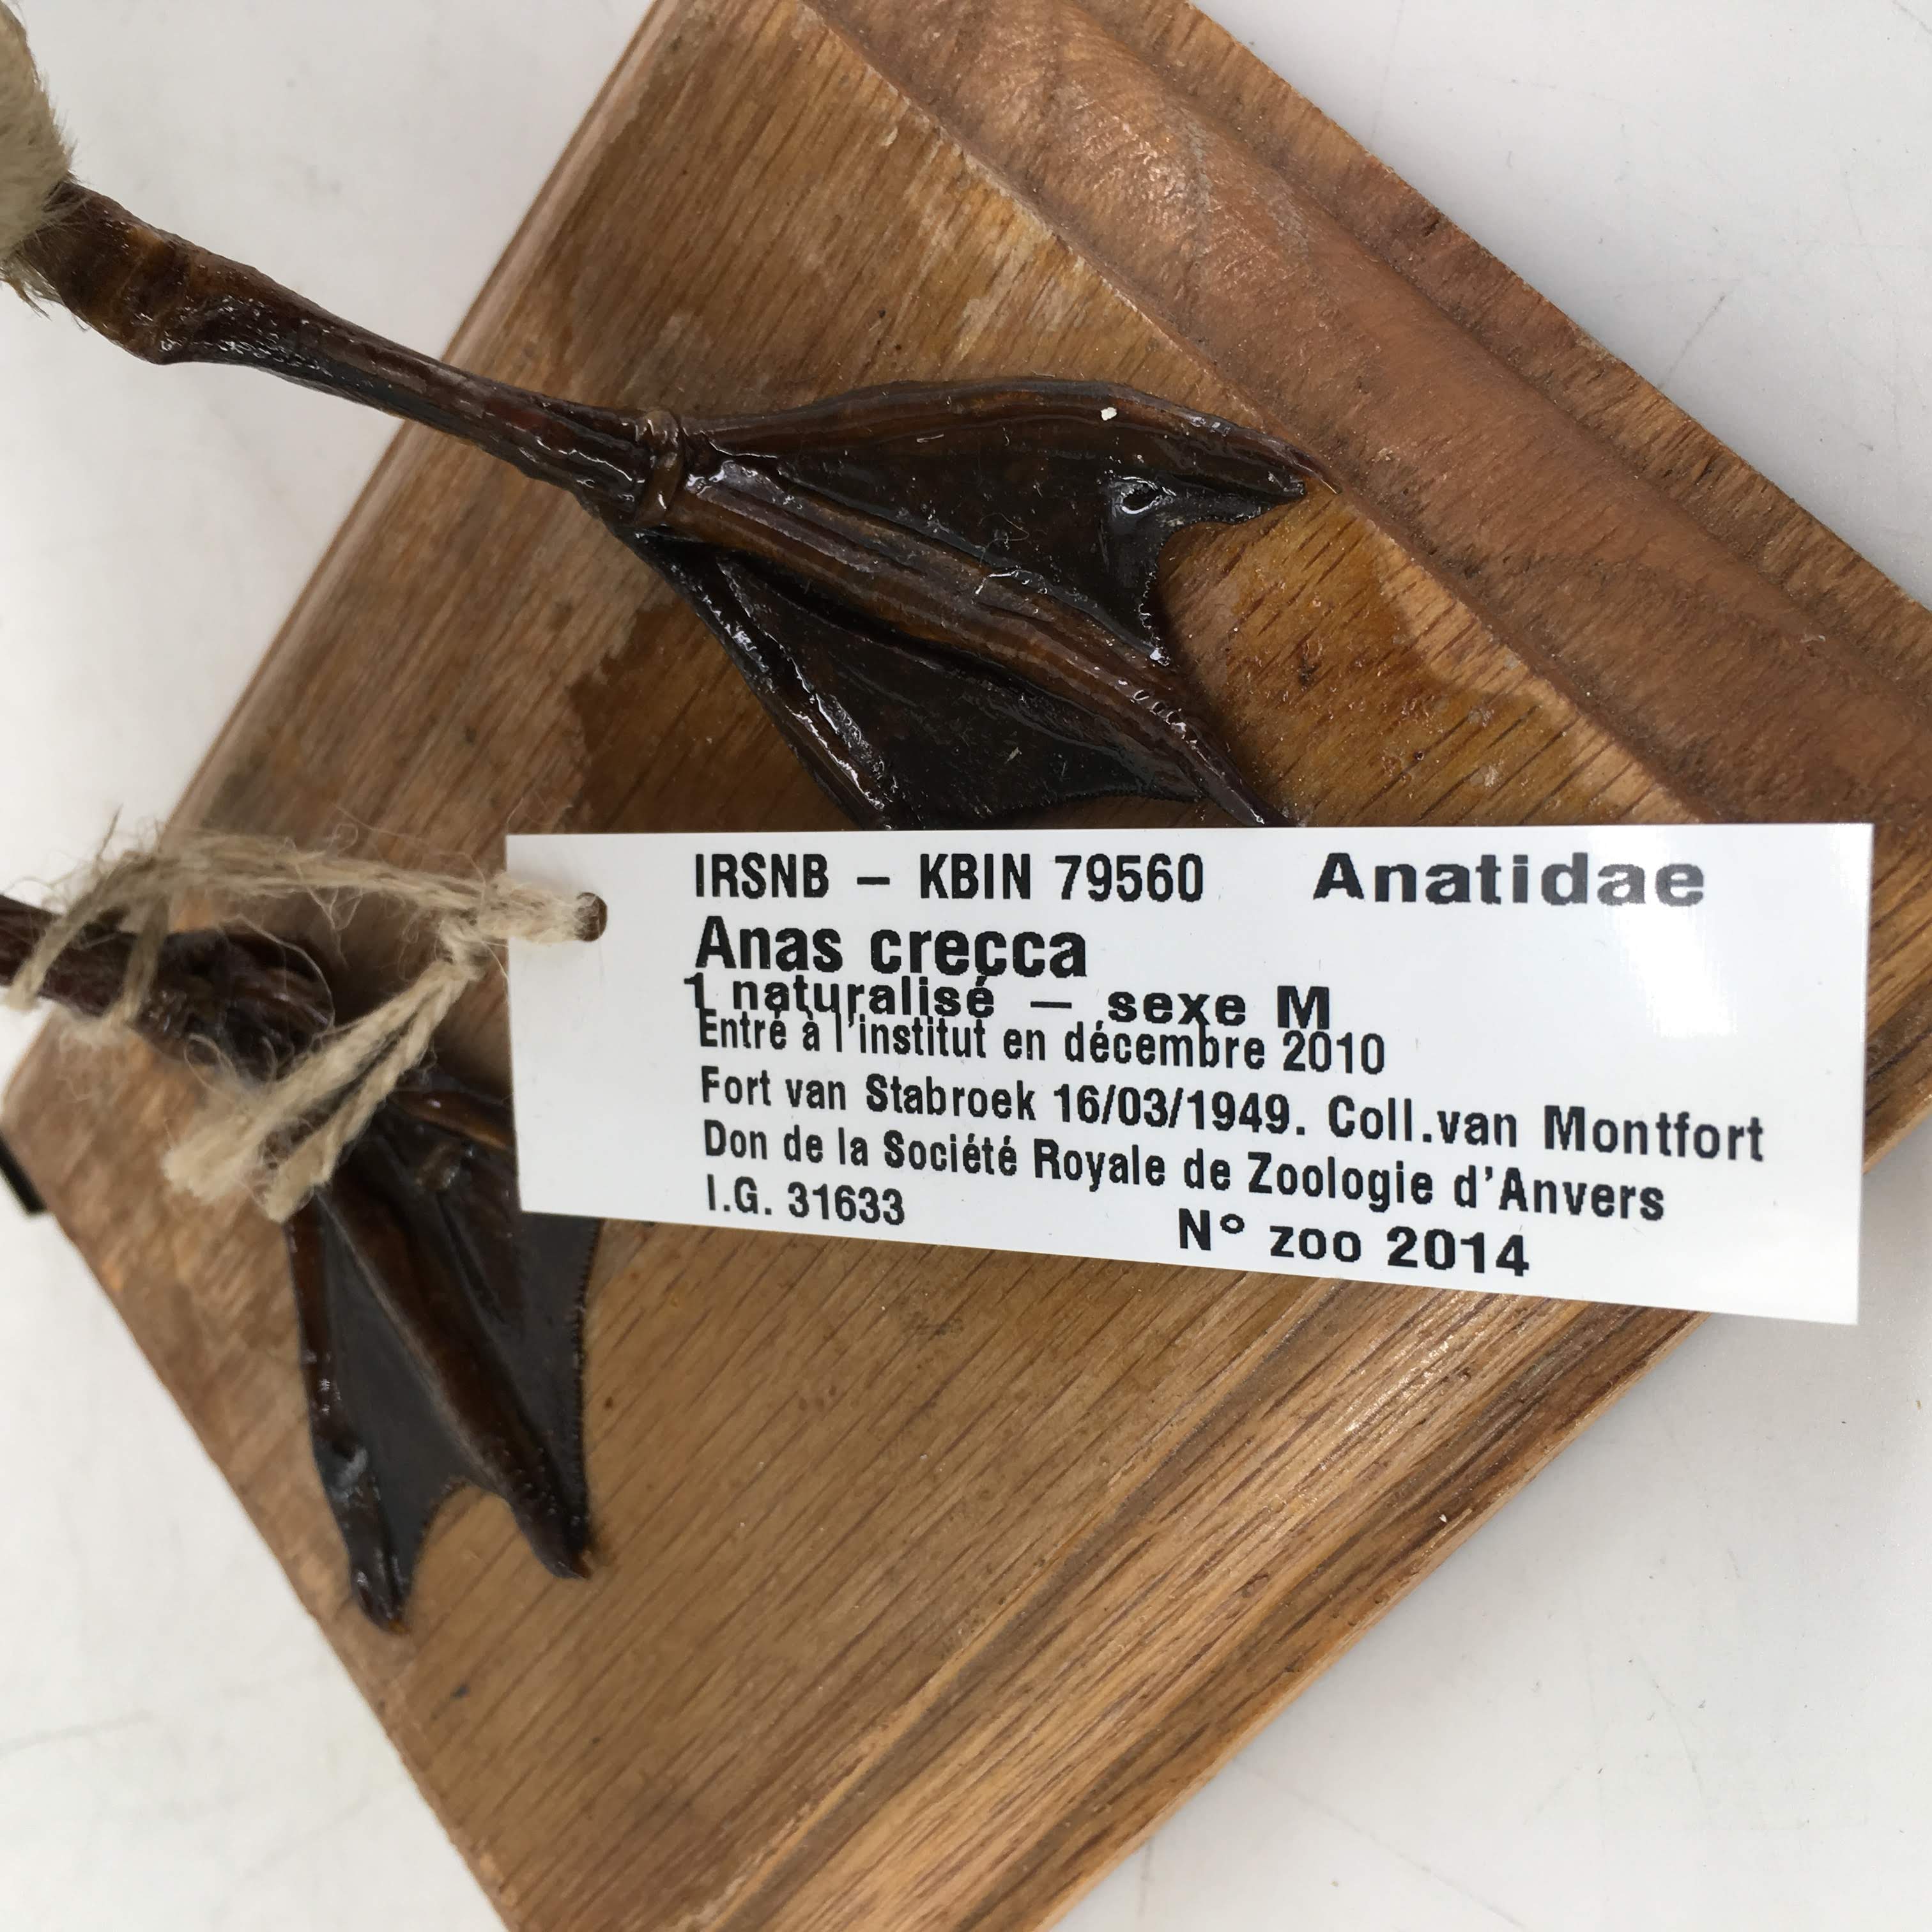 IRSNB – KBIN 79560 Anatidae
Anas crecca
1 naturalisé – sexe M
Entré à l'institut en décembre 2010
Fort van Stabroek 16/03/1949. Coll.van Montfort
Don de la Société Royale de Zoologie d'Anvers
I.G. 31633 N° zoo 2014